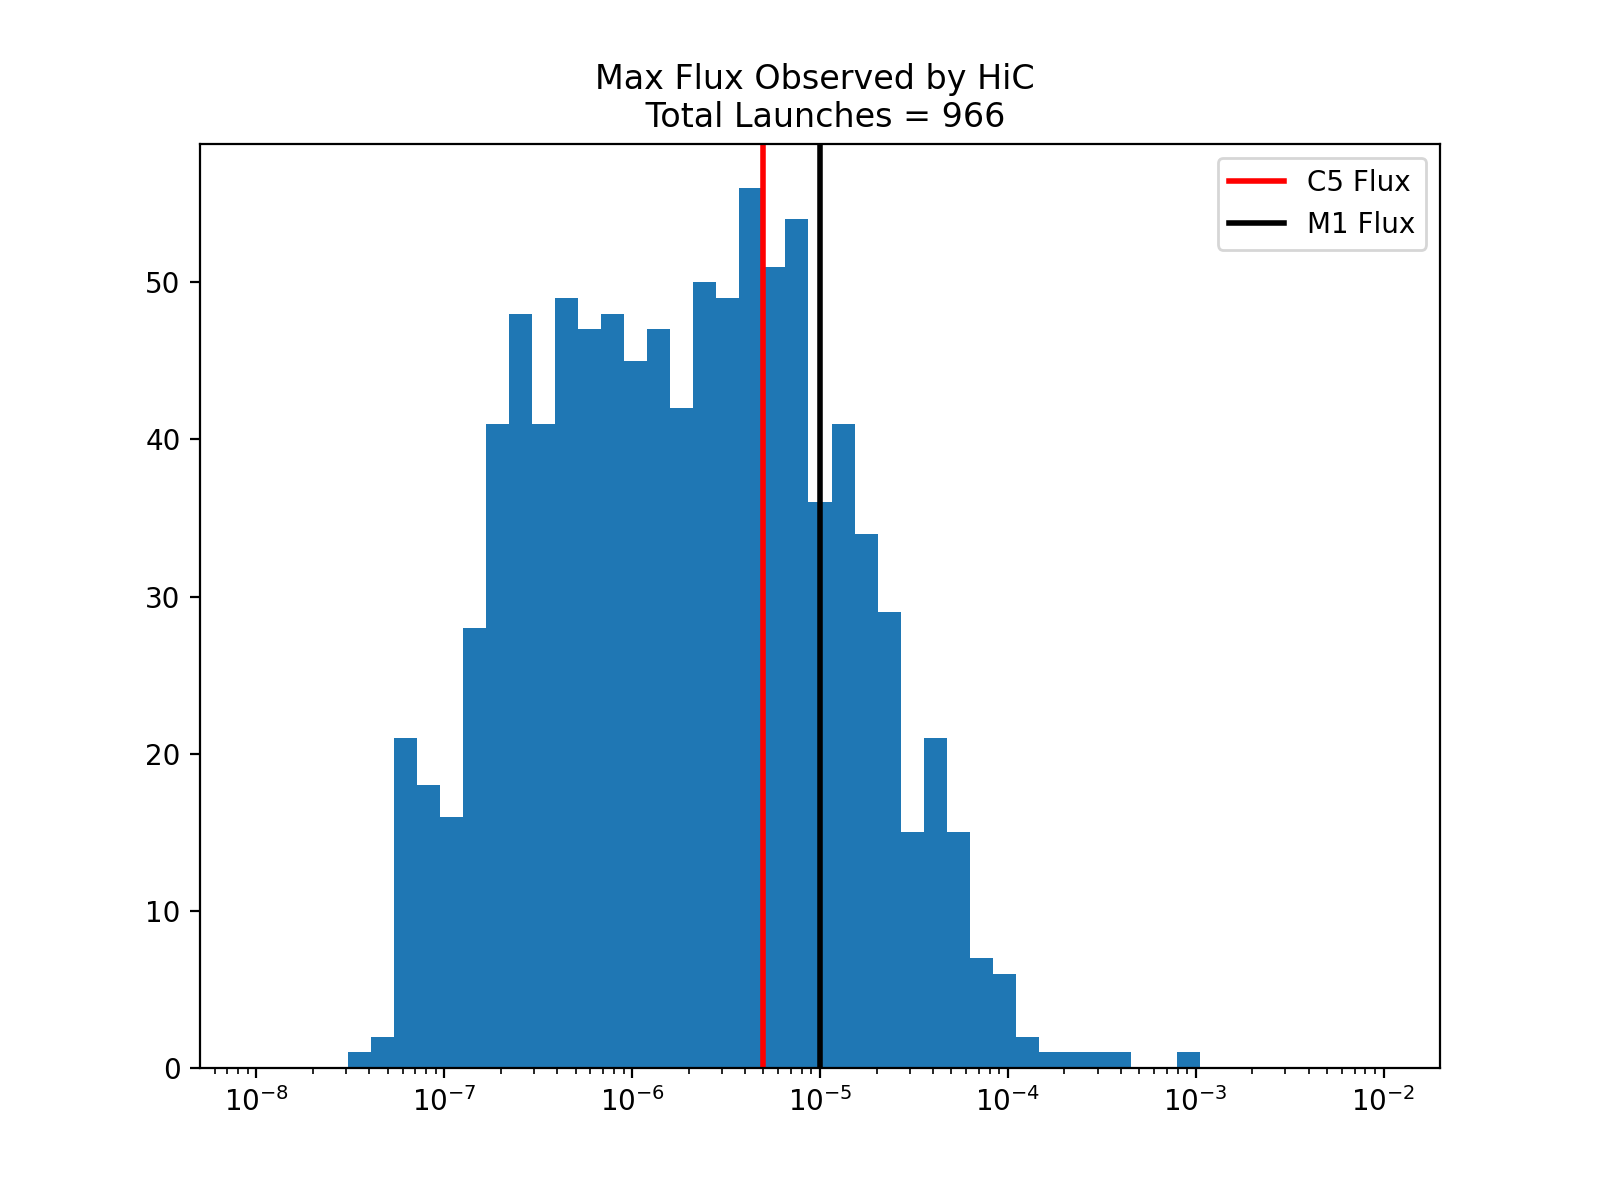 Max Flux Observed by HiC
Total Launches = 966
C5 Flux
M1 Flux
50
40
30
20
10
0
10⁻⁸ 10⁻⁷ 10⁻⁶ 10⁻⁵ 10⁻⁴ 10⁻³ 10⁻²